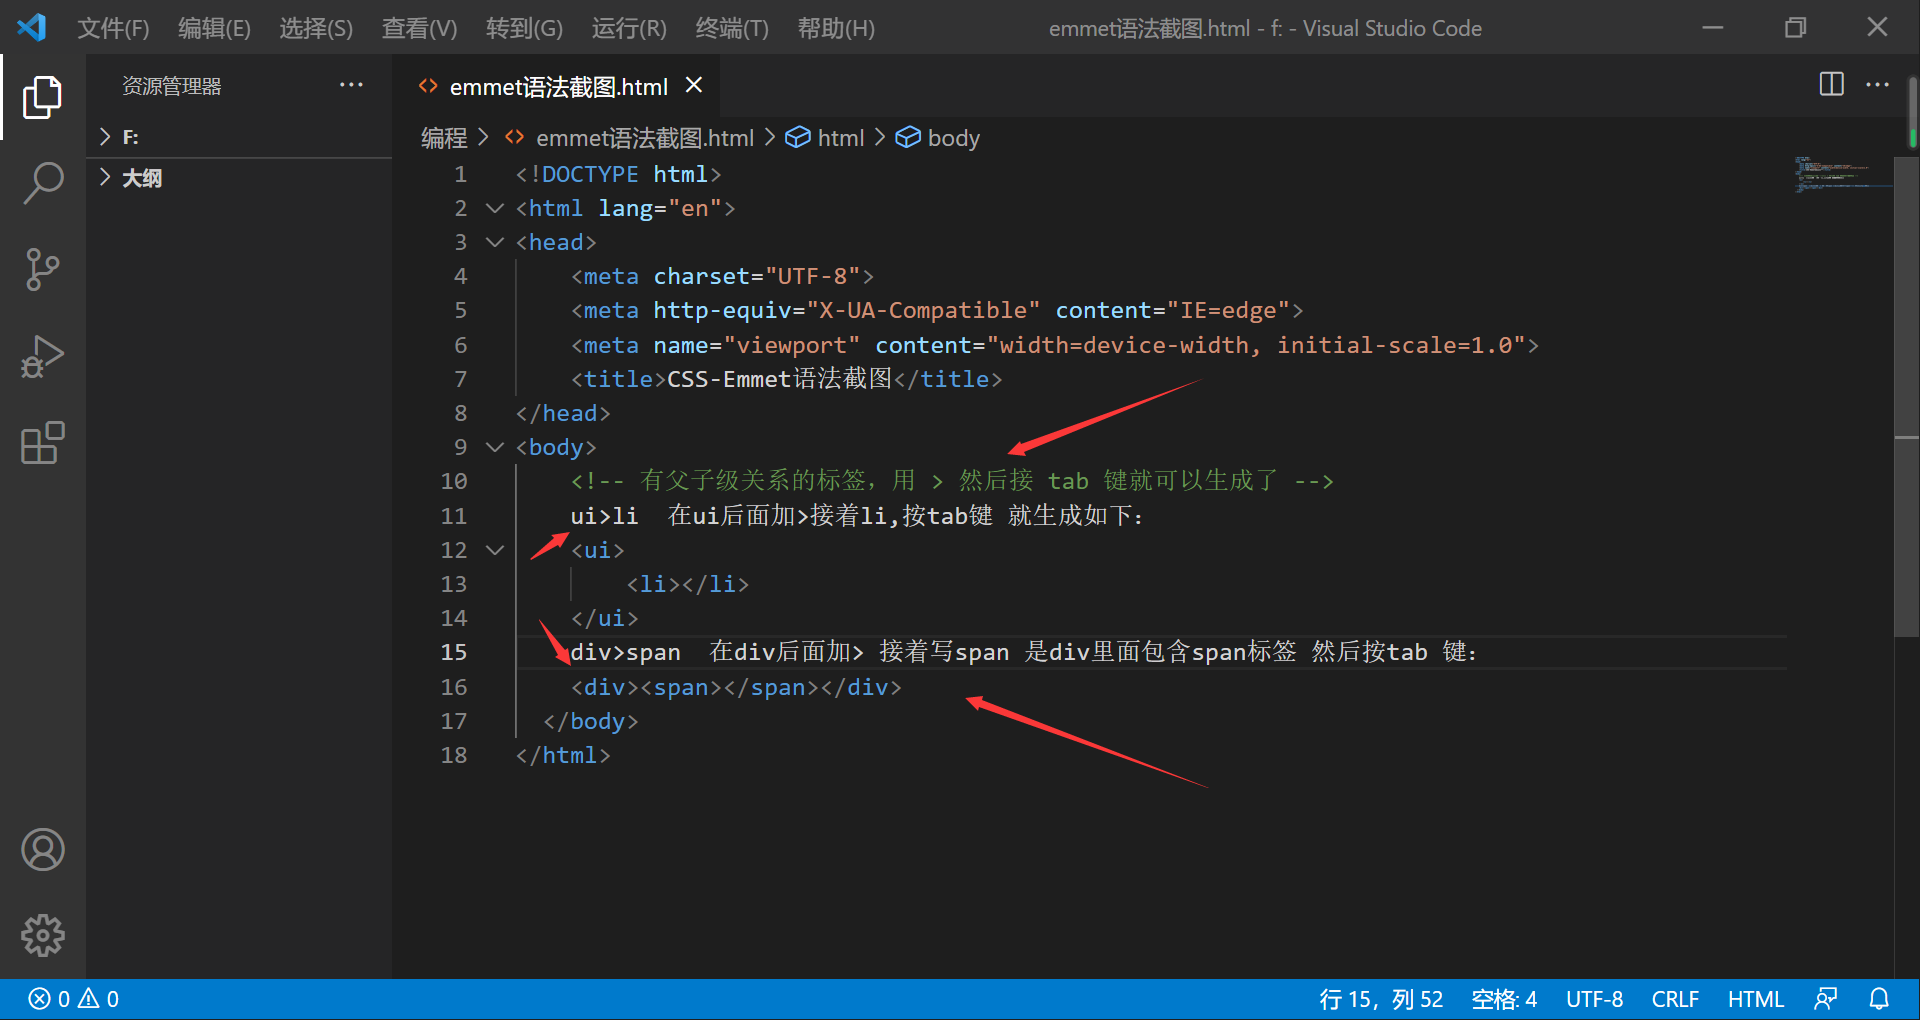 文件(F) 编辑(E) 选择(S) 查看(V) 转到(G) 运行(R) 终端(T) 帮助(H) emmet语法截图.html - f: - Visual Studio Code
资源管理器 ··· emmet语法截图.html
F:
大纲
编程 > emmet语法截图.html > html > body
1 <!DOCTYPE html>
2 <html lang="en">
3 <head>
4 <meta charset="UTF-8">
5 <meta http-equiv="X-UA-Compatible" content="IE=edge">
6 <meta name="viewport" content="width=device-width, initial-scale=1.0">
7 <title>CSS-Emmet语法截图</title>
8 </head>
9 <body>
10 <!-- 有父子级关系的标签，用 > 然后接 tab 键就可以生成了 -->
11 ui>li 在ui后面加>接着li,按tab键 就生成如下：
12 <ui>
13 <li></li>
14 </ui>
15 div>span 在div后面加> 接着写span 是div里面包含span标签 然后按tab 键：
16 <div><span></span></div>
17 </body>
18 </html>
0 0 行 15，列 52 空格: 4 UTF-8 CRLF HTML